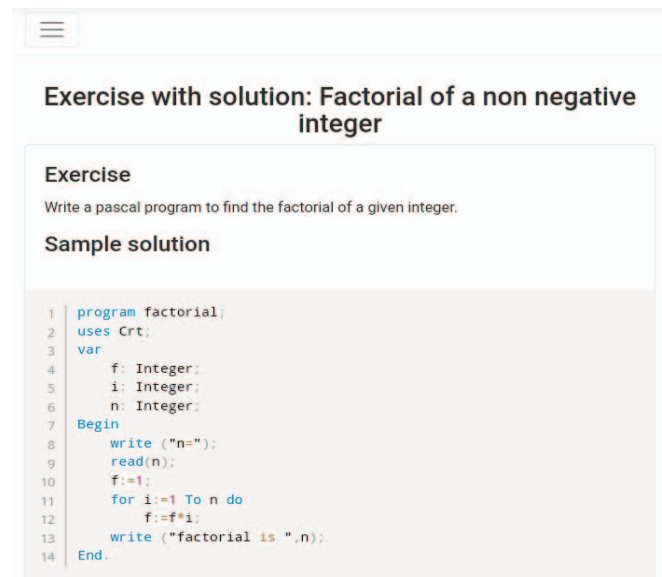 Exercise with solution: Factorial of a non negative
integer
Exercise
Write a pascal program to find the factorial of a given integer.
Sample solution
1 program factorial;
2 uses Crt;
3 var
4 f: Integer;
5 i: Integer;
6 n: Integer;
7 Begin
8 write ("n=");
9 read(n);
10 f:=1;
11 for i:=1 To n do
12 f:=f*i;
13 write ("factorial is ",n);
14 End.